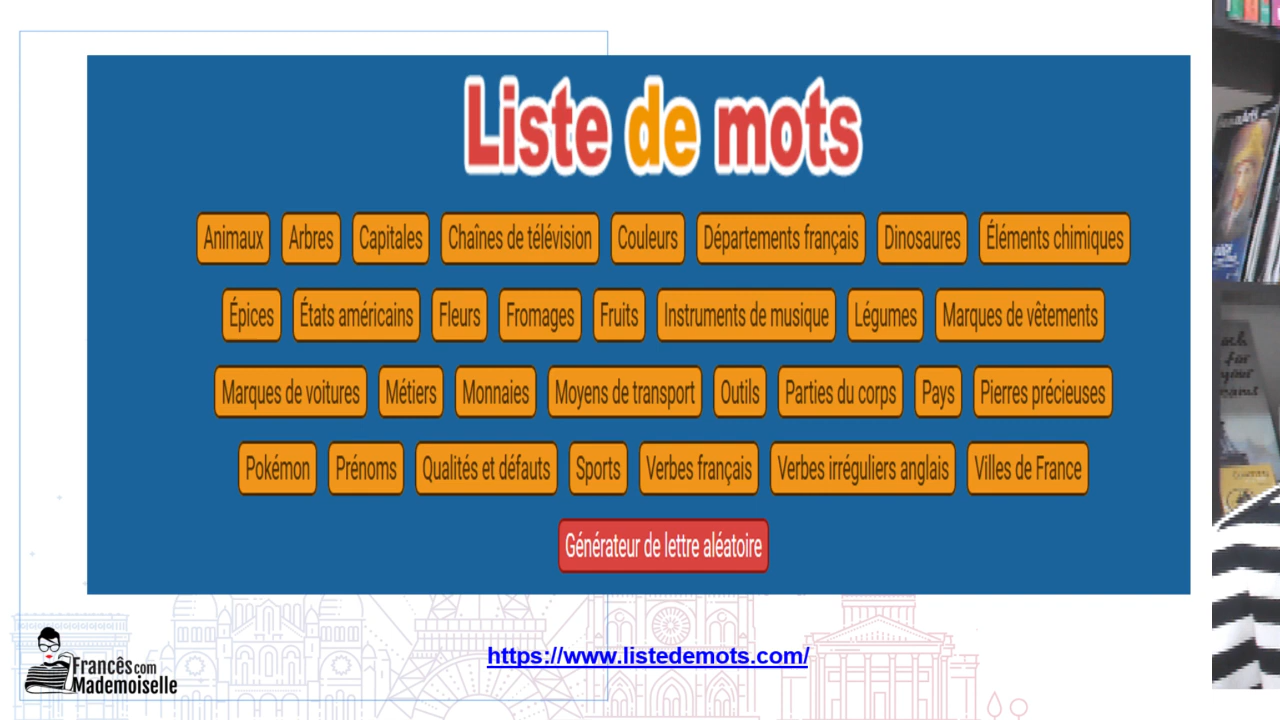 Liste de mots
Animaux Arbres Capitales Chaînes de télévision Couleurs Départements français Dinosaures Éléments chimiques
Épices États américains Fleurs Fromages Fruits Instruments de musique Légumes Marques de vêtements
Marques de voitures Métiers Monnaies Moyens de transport Outils Parties du corps Pays Pierres précieuses
Pokémon Prénoms Qualités et défauts Sports Verbes français Verbes irréguliers anglais Villes de France
Générateur de lettre aléatoire
https://www.listedemots.com/
Francês com
Mademoiselle